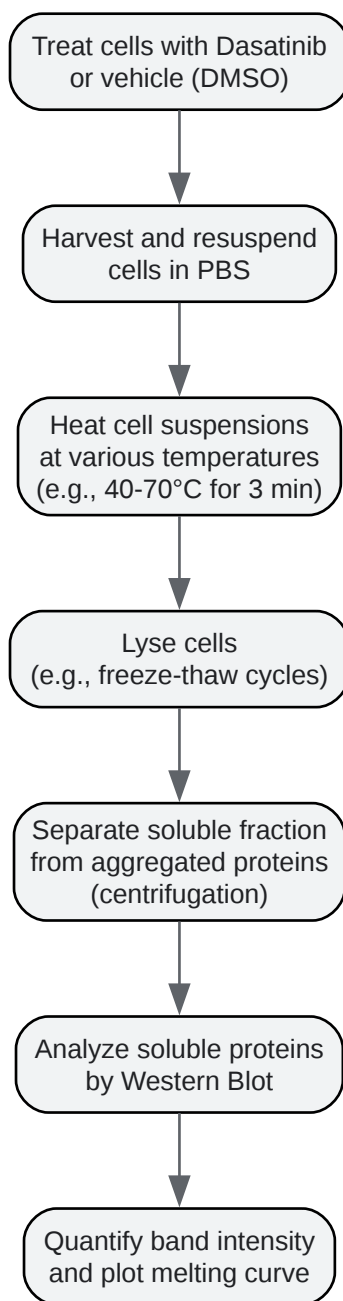 Treat cells with Dasatinib
or vehicle (DMSO)
Harvest and resuspend
cells in PBS
Heat cell suspensions
at various temperatures
(e.g., 40-70°C for 3 min)
Lyse cells
(e.g., freeze-thaw cycles)
Separate soluble fraction
from aggregated proteins
(centrifugation)
Analyze soluble proteins
by Western Blot
Quantify band intensity
and plot melting curve